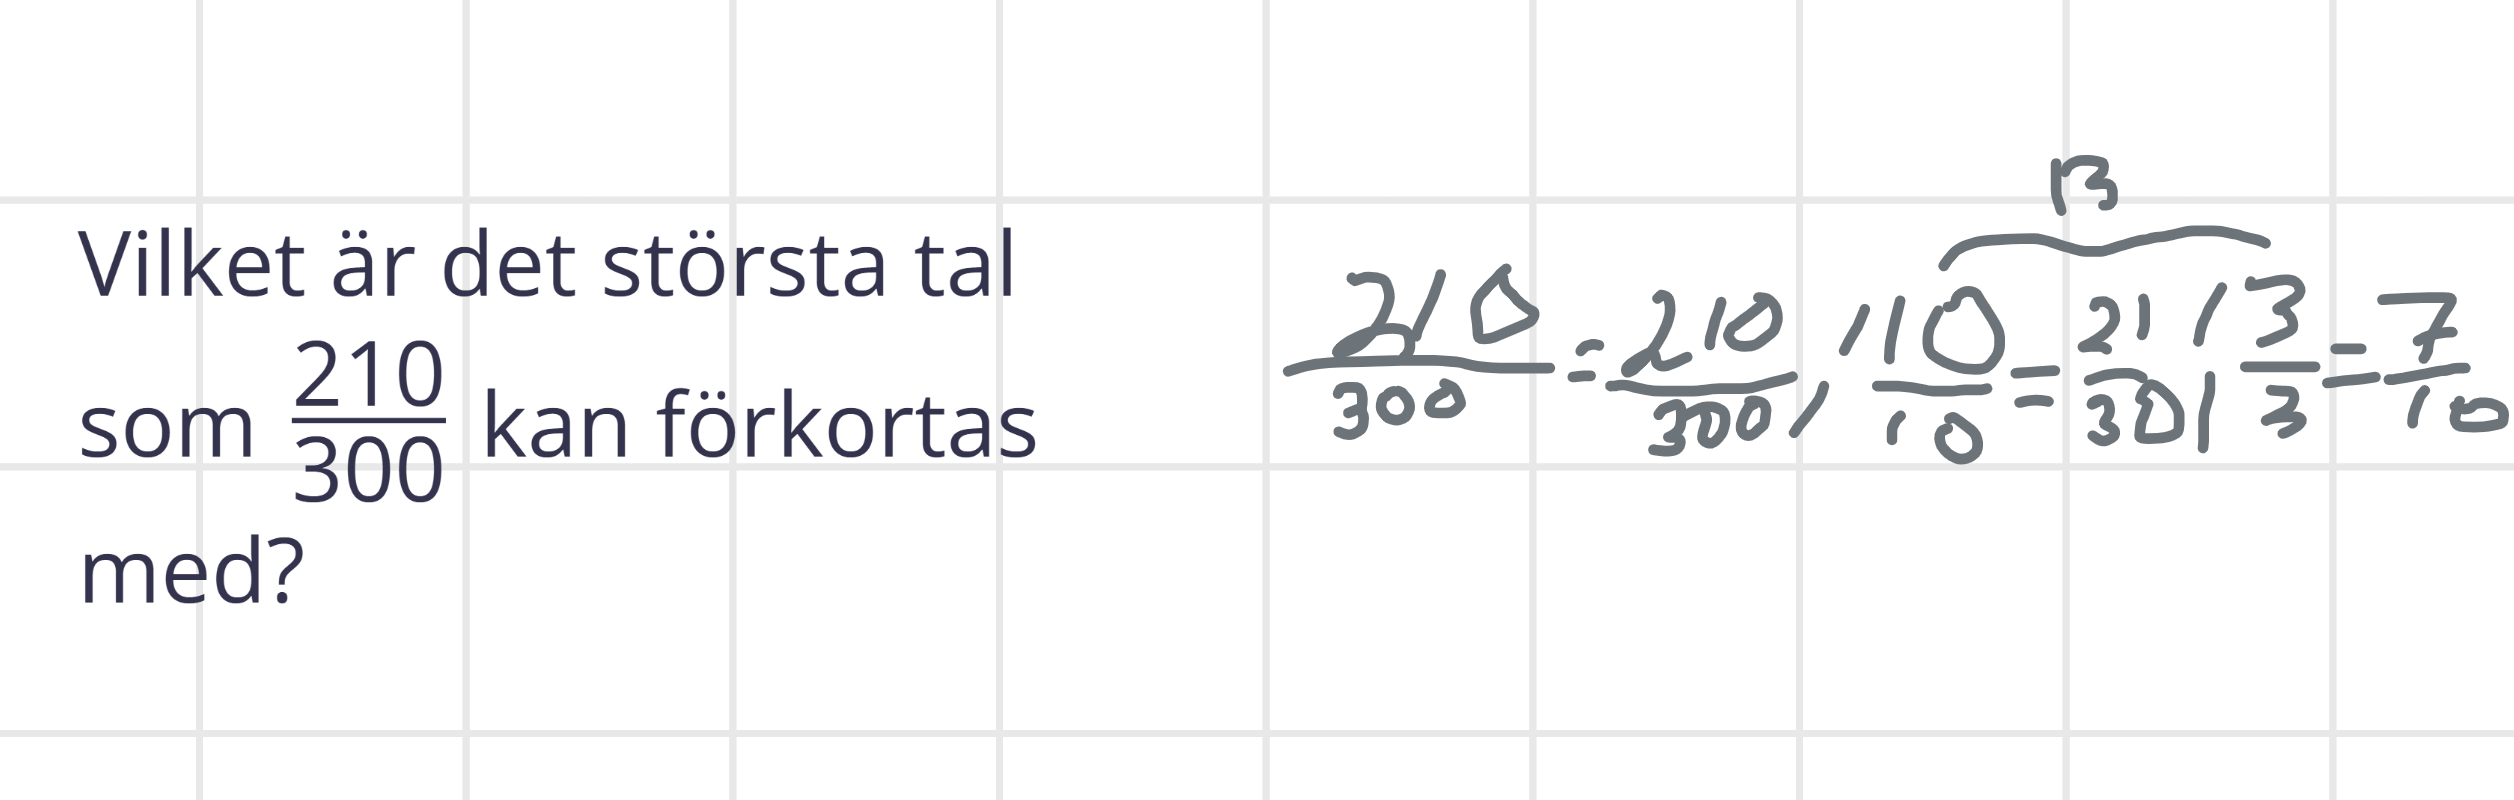 Vilket är det största tal
som 210/300 kan förkortas
med?
13
210/300 = 210/300 / 10/10 = 21/30 / 3/3 = 7/10